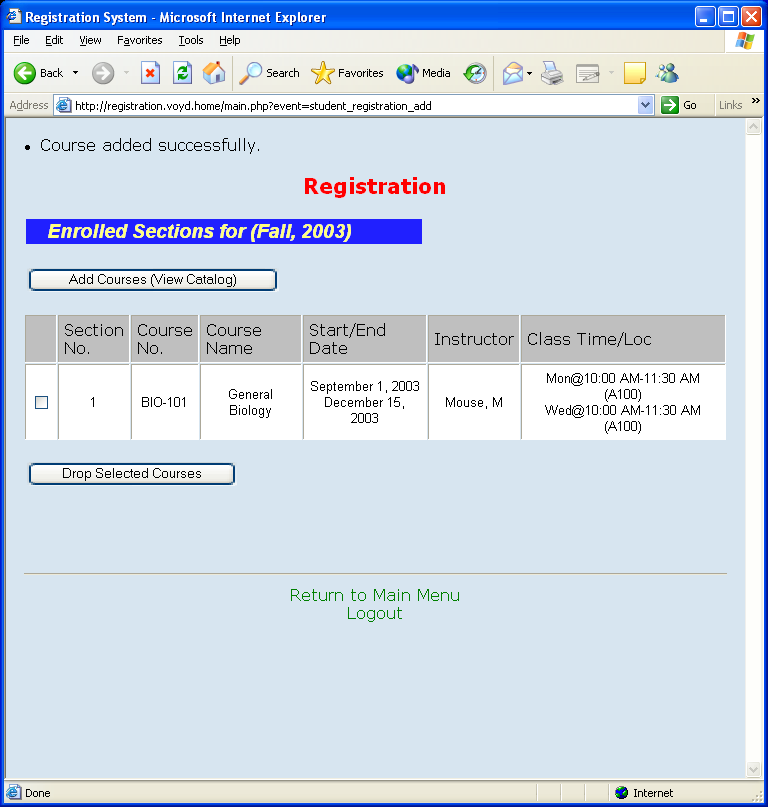 Registration System - Microsoft Internet Explorer
File Edit View Favorites Tools Help
Back Search Favorites Media
Address http://registration.voyd.home/main.php?event=student_registration_add Go Links »
• Course added successfully.
Registration
Enrolled Sections for (Fall, 2003)
Add Courses (View Catalog)
Section No.
Course No.
Course Name
Start/End Date
Instructor
Class Time/Loc
1
BIO-101
General
Biology
September 1, 2003
December 15,
2003
Mouse, M
Mon@10:00 AM-11:30 AM
(A100)
Wed@10:00 AM-11:30 AM
(A100)
Drop Selected Courses
Return to Main Menu
Logout
Done Internet